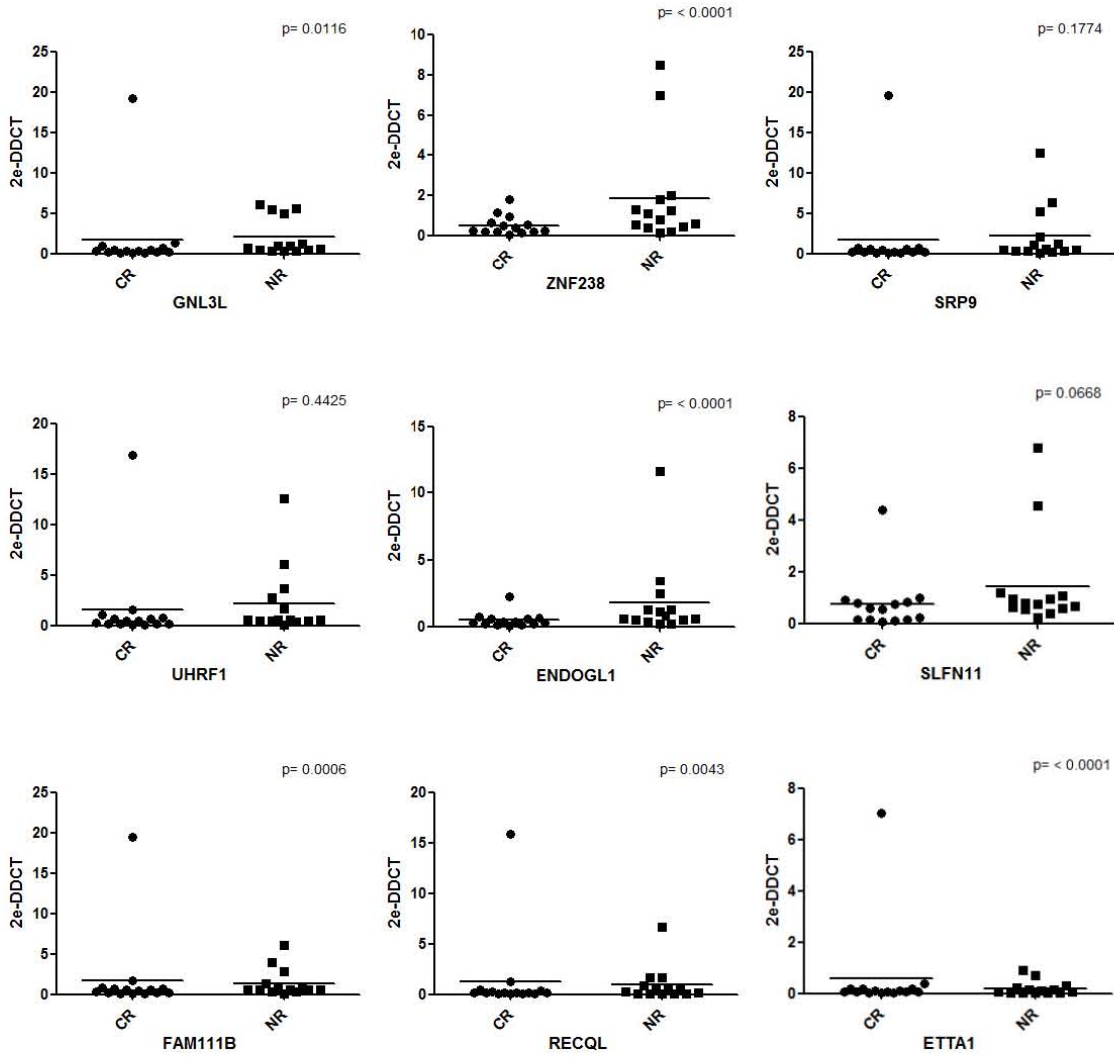 p= 0.0116
25
20
15
10
5
0
2e-DDCT
CR
NR
GNL3L
p= < 0.0001
10
8
6
4
2
0
2e-DDCT
CR
NR
ZNF238
p= 0.1774
25
20
15
10
5
0
2e-DDCT
CR
NR
SRP9
p= 0.4425
20
15
10
5
0
2e-DDCT
CR
NR
UHRF1
p= < 0.0001
15
10
5
0
2e-DDCT
CR
NR
ENDOGL1
p= 0.0668
8
6
4
2
0
2e-DDCT
CR
NR
SLFN11
p= 0.0006
25
20
15
10
5
0
2e-DDCT
CR
NR
FAM111B
p= 0.0043
20
15
10
5
0
2e-DDCT
CR
NR
RECQL
p= < 0.0001
8
6
4
2
0
2e-DDCT
CR
NR
ETTA1